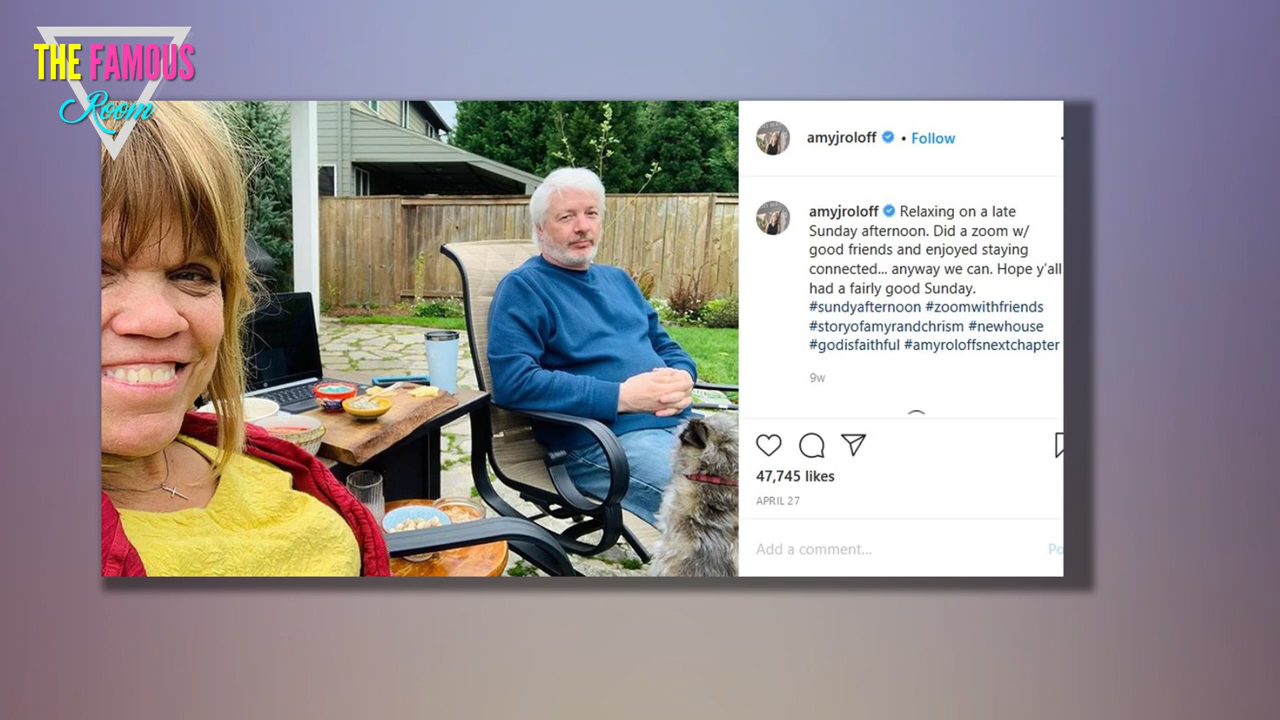 THE FAMOUS
Room
amyjroloff • Follow
amyjroloff Relaxing on a late
Sunday afternoon. Did a zoom w/
good friends and enjoyed staying
connected... anyway we can. Hope y'all
had a fairly good Sunday.
#sundyafternoon #zoomwithfriends
#storyofamyrandchrism #newhouse
#godisfaithful #amyroloffsnextchapter
9w
47,745 likes
APRIL 27
Add a comment... Po